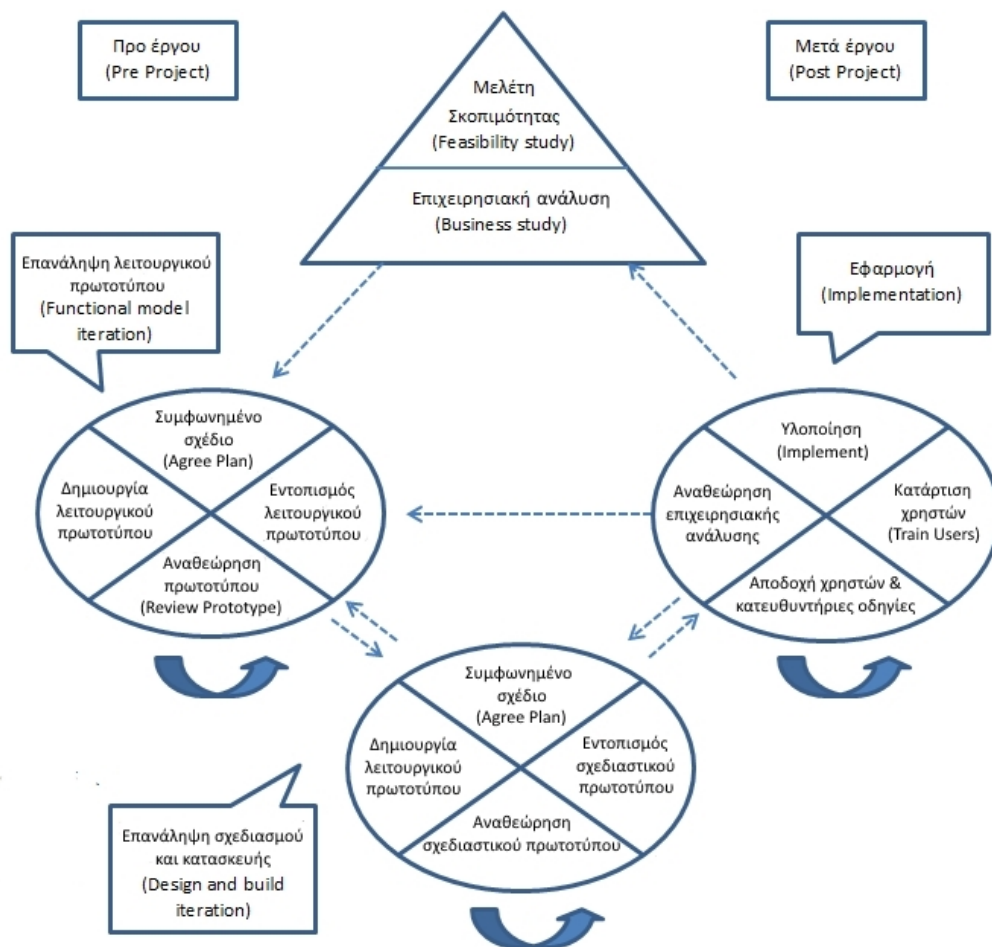 Προ έργου
(Pre Project)
Μετά έργου
(Post Project)
Μελέτη
Σκοπιμότητας
(Feasibility study)
Επιχειρησιακή ανάλυση
(Business study)
Επανάληψη λειτουργικού
πρωτοτύπου
(Functional model
iteration)
Εφαρμογή
(Implementation)
Συμφωνημένο
σχέδιο
(Agree Plan)
Δημιουργία
λειτουργικού
πρωτοτύπου
Εντοπισμός
λειτουργικού
πρωτοτύπου
Αναθεώρηση
πρωτοτύπου
(Review Prototype)
Υλοποίηση
(Implement)
Αναθεώρηση
επιχειρησιακής
ανάλυσης
Κατάρτιση
χρηστών
(Train Users)
Αποδοχή χρηστών &
κατευθυντήριες οδηγίες
Συμφωνημένο
σχέδιο
(Agree Plan)
Δημιουργία
λειτουργικού
πρωτοτύπου
Εντοπισμός
σχεδιαστικού
πρωτοτύπου
Αναθεώρηση
σχεδιαστικού πρωτοτύπου
Επανάληψη σχεδιασμού
και κατασκευής
(Design and build
iteration)